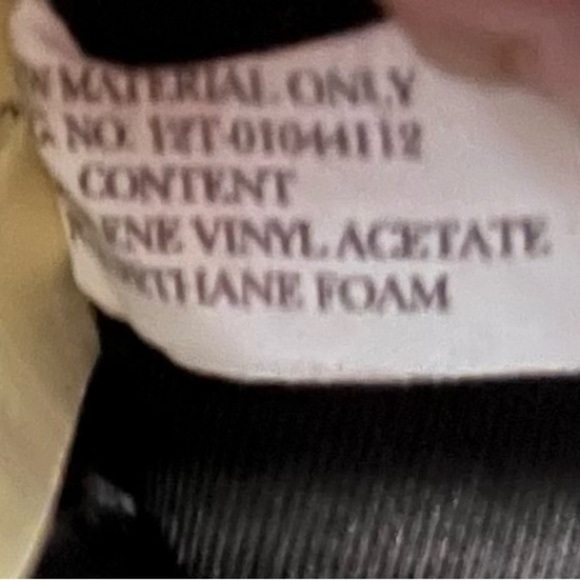 MATERIAL ONLY
NO. 12T-01044112
CONTENT
ENE VINYL ACETATE
THANE FOAM